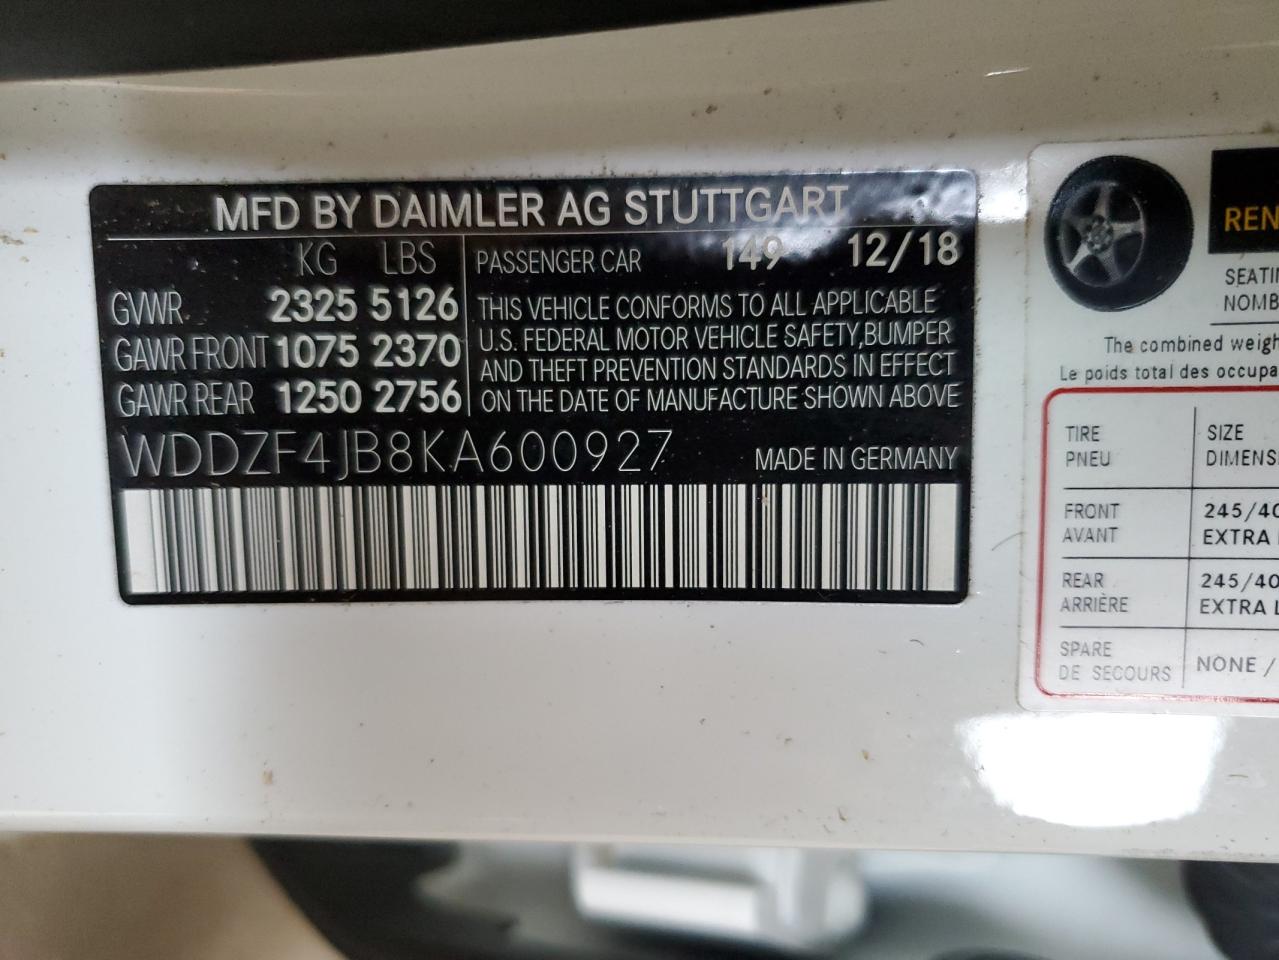 MFD BY DAIMLER AG STUTTGART
KG LBS
GVWR 2325 5126
GAWR FRONT 1075 2370
GAWR REAR 1250 2756
PASSENGER CAR 149 12/18
THIS VEHICLE CONFORMS TO ALL APPLICABLE
U.S. FEDERAL MOTOR VEHICLE SAFETY, BUMPER
AND THEFT PREVENTION STANDARDS IN EFFECT
ON THE DATE OF MANUFACTURE SHOWN ABOVE
WDDZF4JB8KA600927 MADE IN GERMANY
The combined
Le poids total des
TIRE SIZE
PNEU
FRONT 245/40
AVANT EXTRA
REAR 245/40
ARRIÈRE EXTRA
SPARE NONE /
DE SECOURS